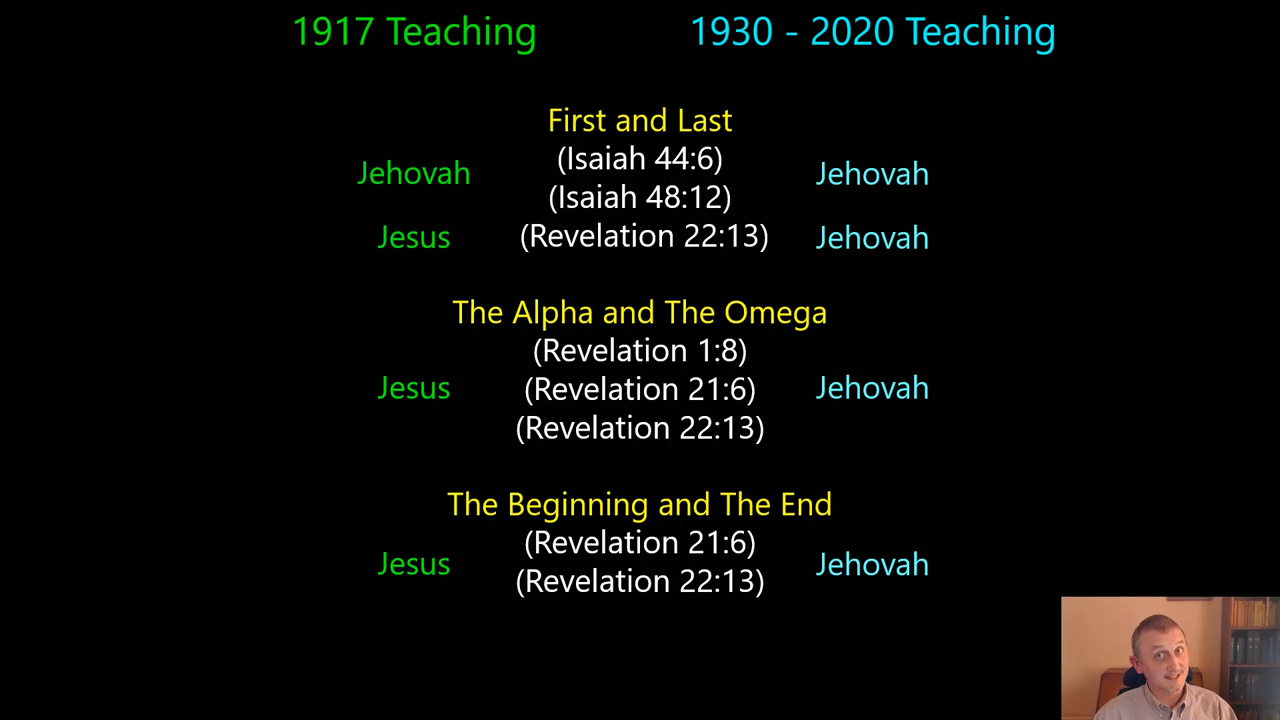 1917 Teaching
1930 - 2020 Teaching
First and Last
(Isaiah 44:6)
Jehovah
Jehovah
(Isaiah 48:12)
Jesus
(Revelation 22:13)
Jehovah
The Alpha and The Omega
(Revelation 1:8)
Jesus
(Revelation 21:6)
Jehovah
(Revelation 22:13)
The Beginning and The End
(Revelation 21:6)
Jesus
Jehovah
(Revelation 22:13)